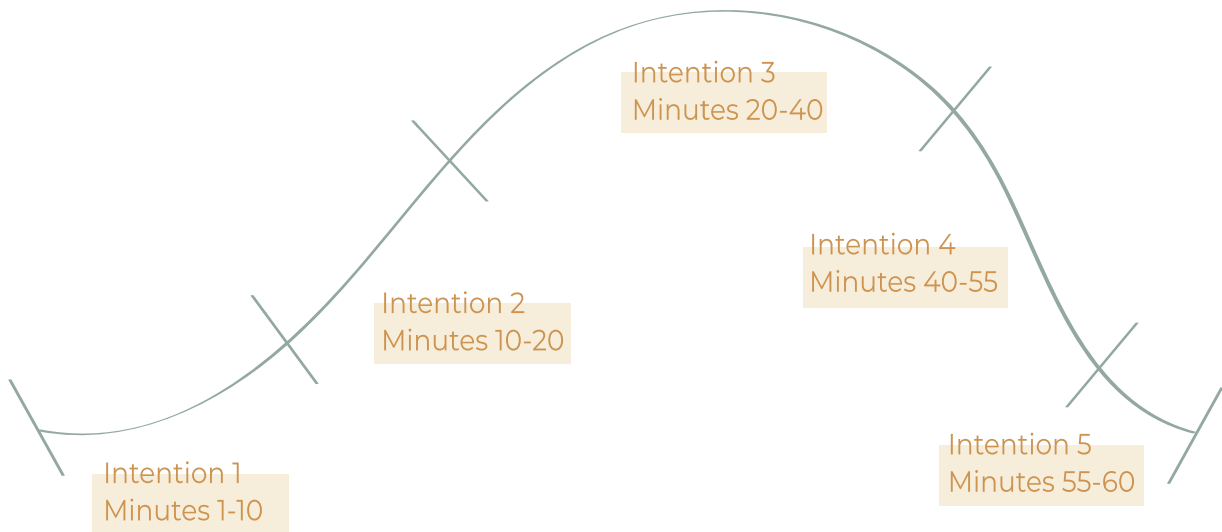 Intention 1
Minutes 1-10
Intention 2
Minutes 10-20
Intention 3
Minutes 20-40
Intention 4
Minutes 40-55
Intention 5
Minutes 55-60